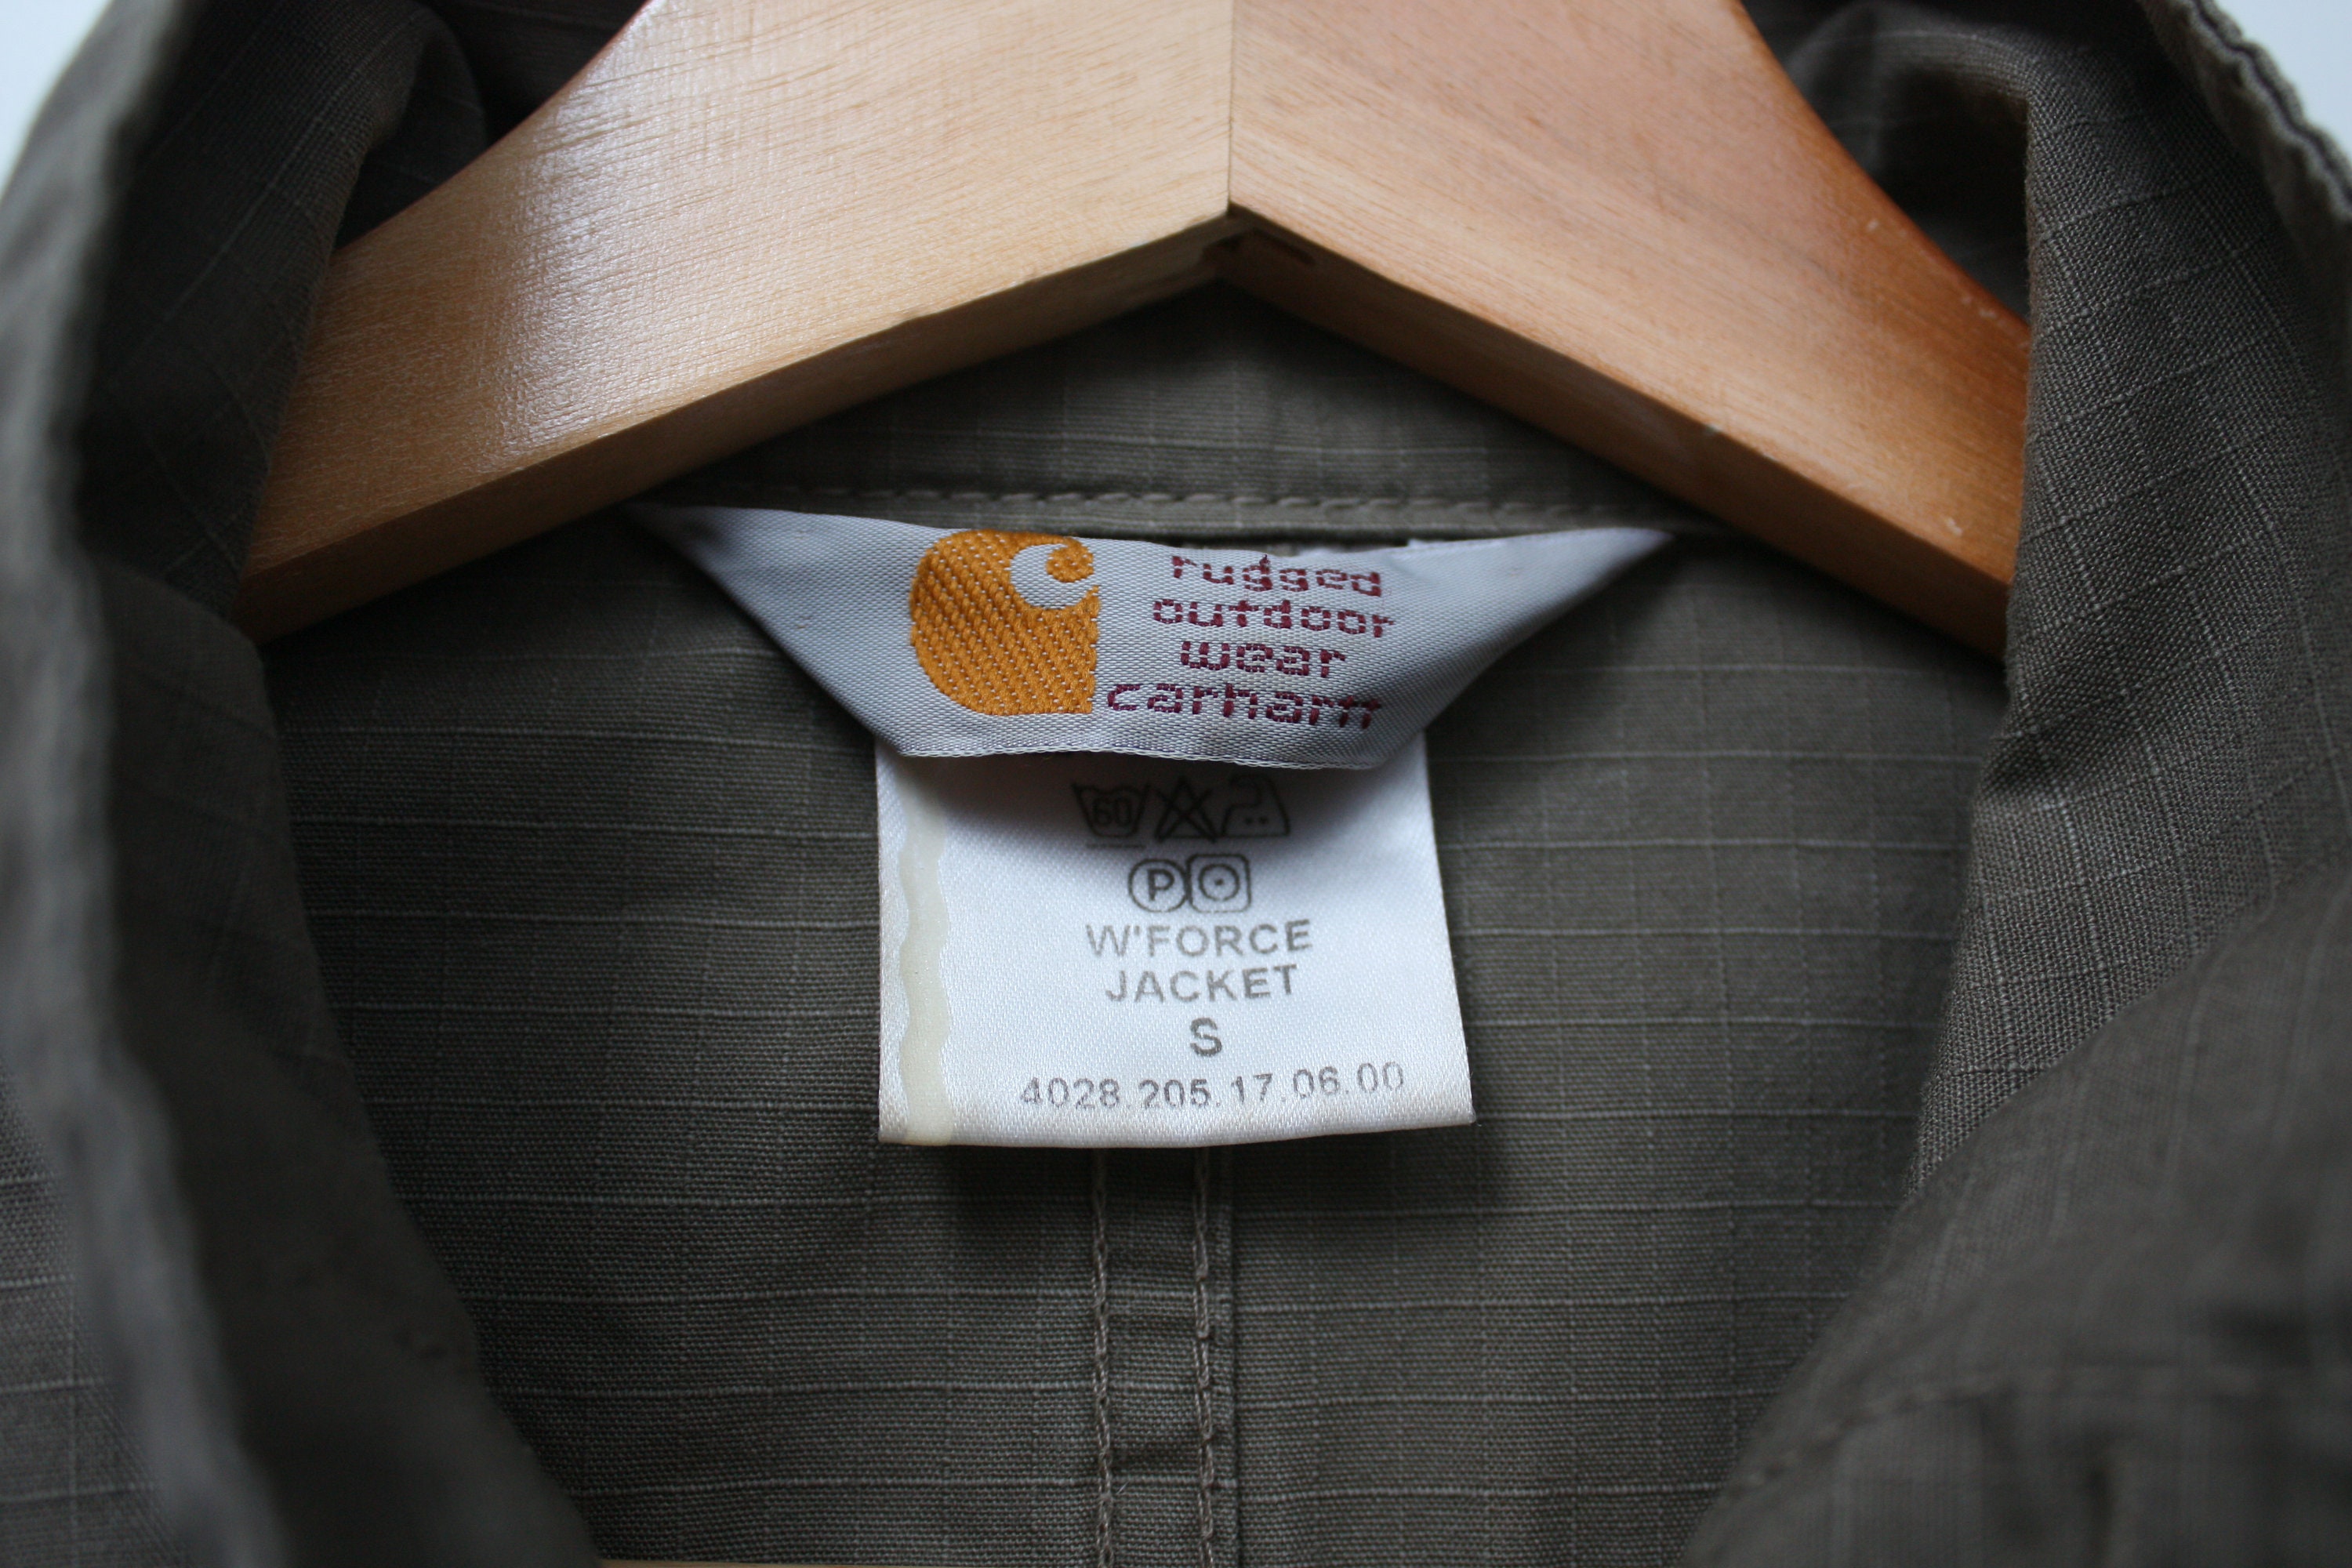 rugged
outdoor
wear
carhartt
60
P
W'FORCE
JACKET
S
4028.205.17.06.00